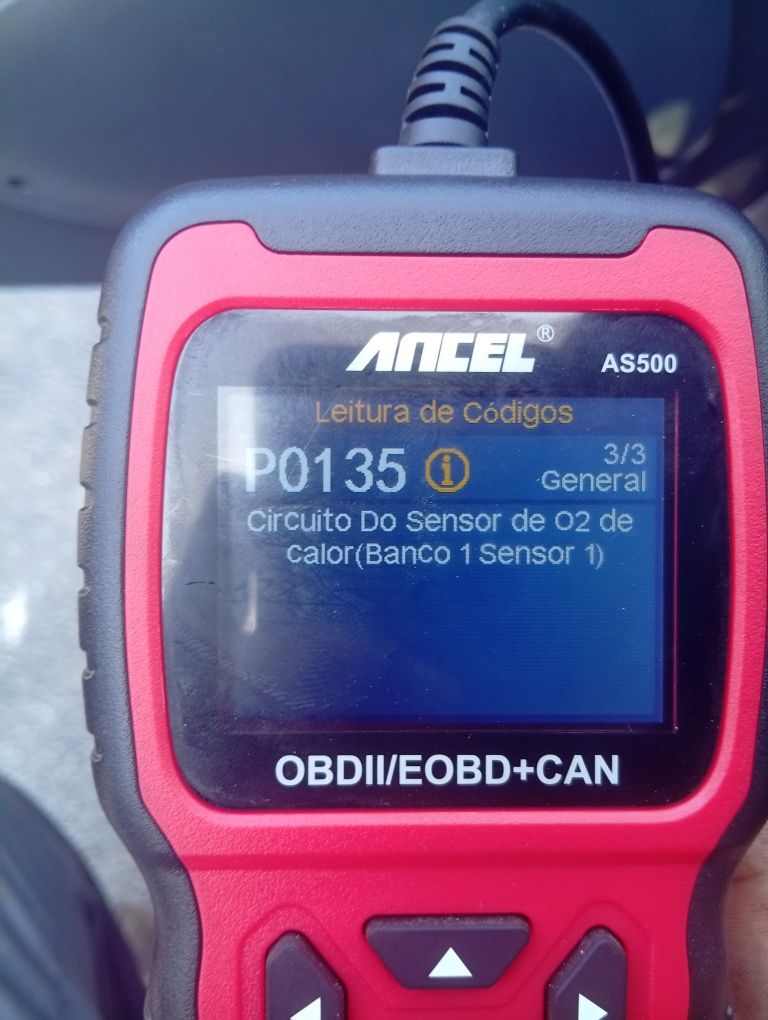 ANCEL®
AS500
Leitura de Códigos
P0135 i 3/3
General
Circuito Do Sensor de O2 de
calor(Banco 1 Sensor 1)
OBDII/EOBD+CAN